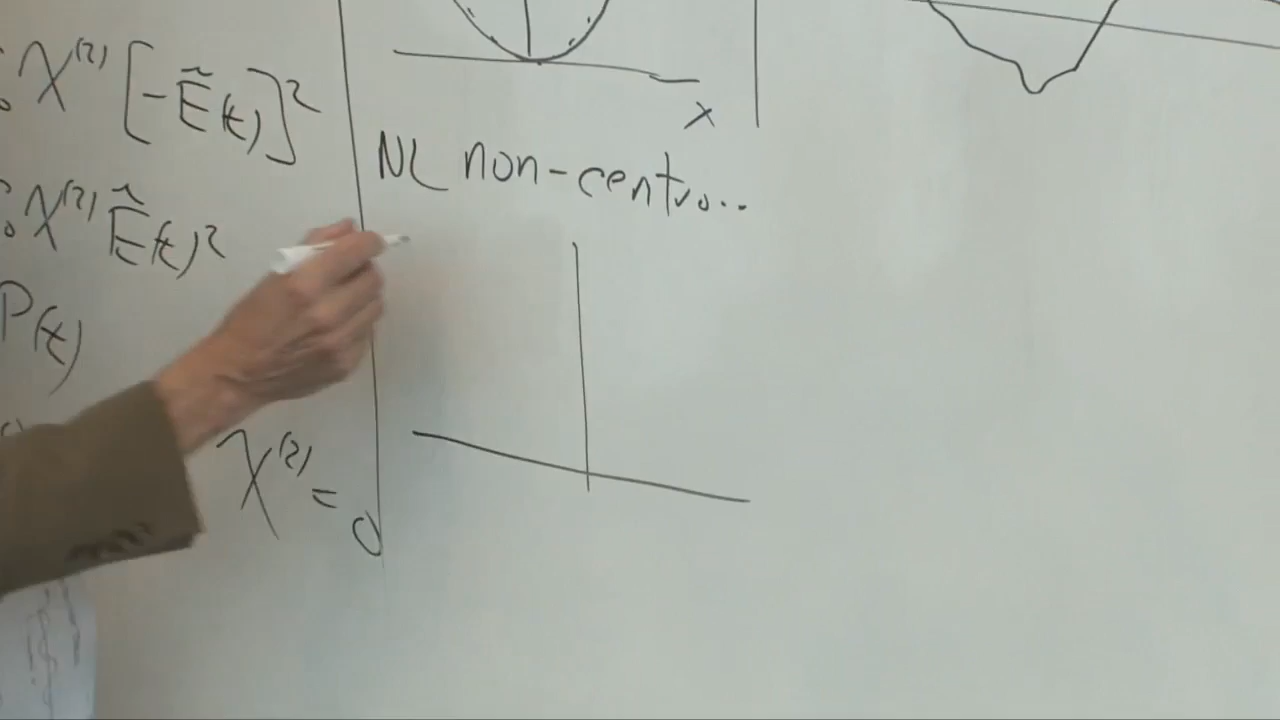 χ⁽²⁾ [-Ẽ(t)]²
χ⁽²⁾ Ẽ(t)²
P(t)
χ⁽²⁾ = 0
x
NL non-centro...